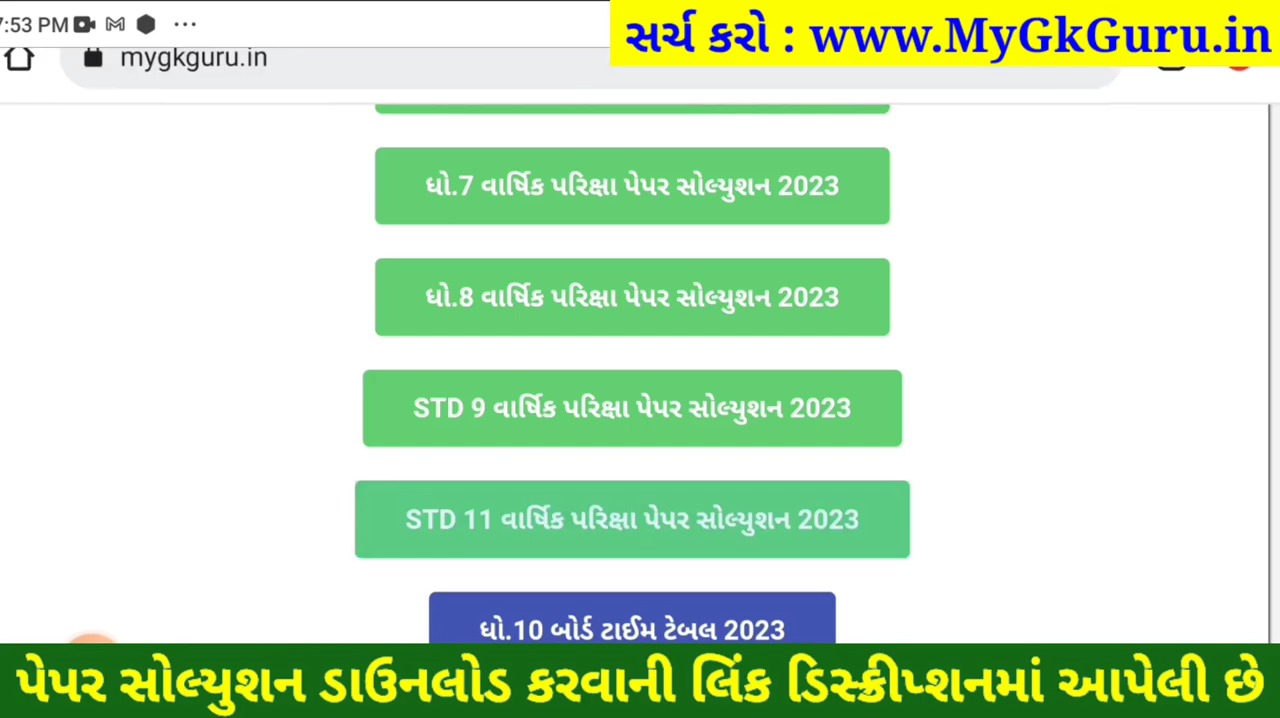 7:53 PM
સર્ચ કરો : www.MyGkGuru.in
mygkguru.in
ધો.7 વાર્ષિક પરિક્ષા પેપર સોલ્યુશન 2023
ધો.8 વાર્ષિક પરિક્ષા પેપર સોલ્યુશન 2023
STD 9 વાર્ષિક પરિક્ષા પેપર સોલ્યુશન 2023
STD 11 વાર્ષિક પરિક્ષા પેપર સોલ્યુશન 2023
ધો.10 બોર્ડ ટાઈમ ટેબલ 2023
પેપર સોલ્યુશન ડાઉનલોડ કરવાની લિંક ડિસ્ક્રીપ્શનમાં આપેલી છે